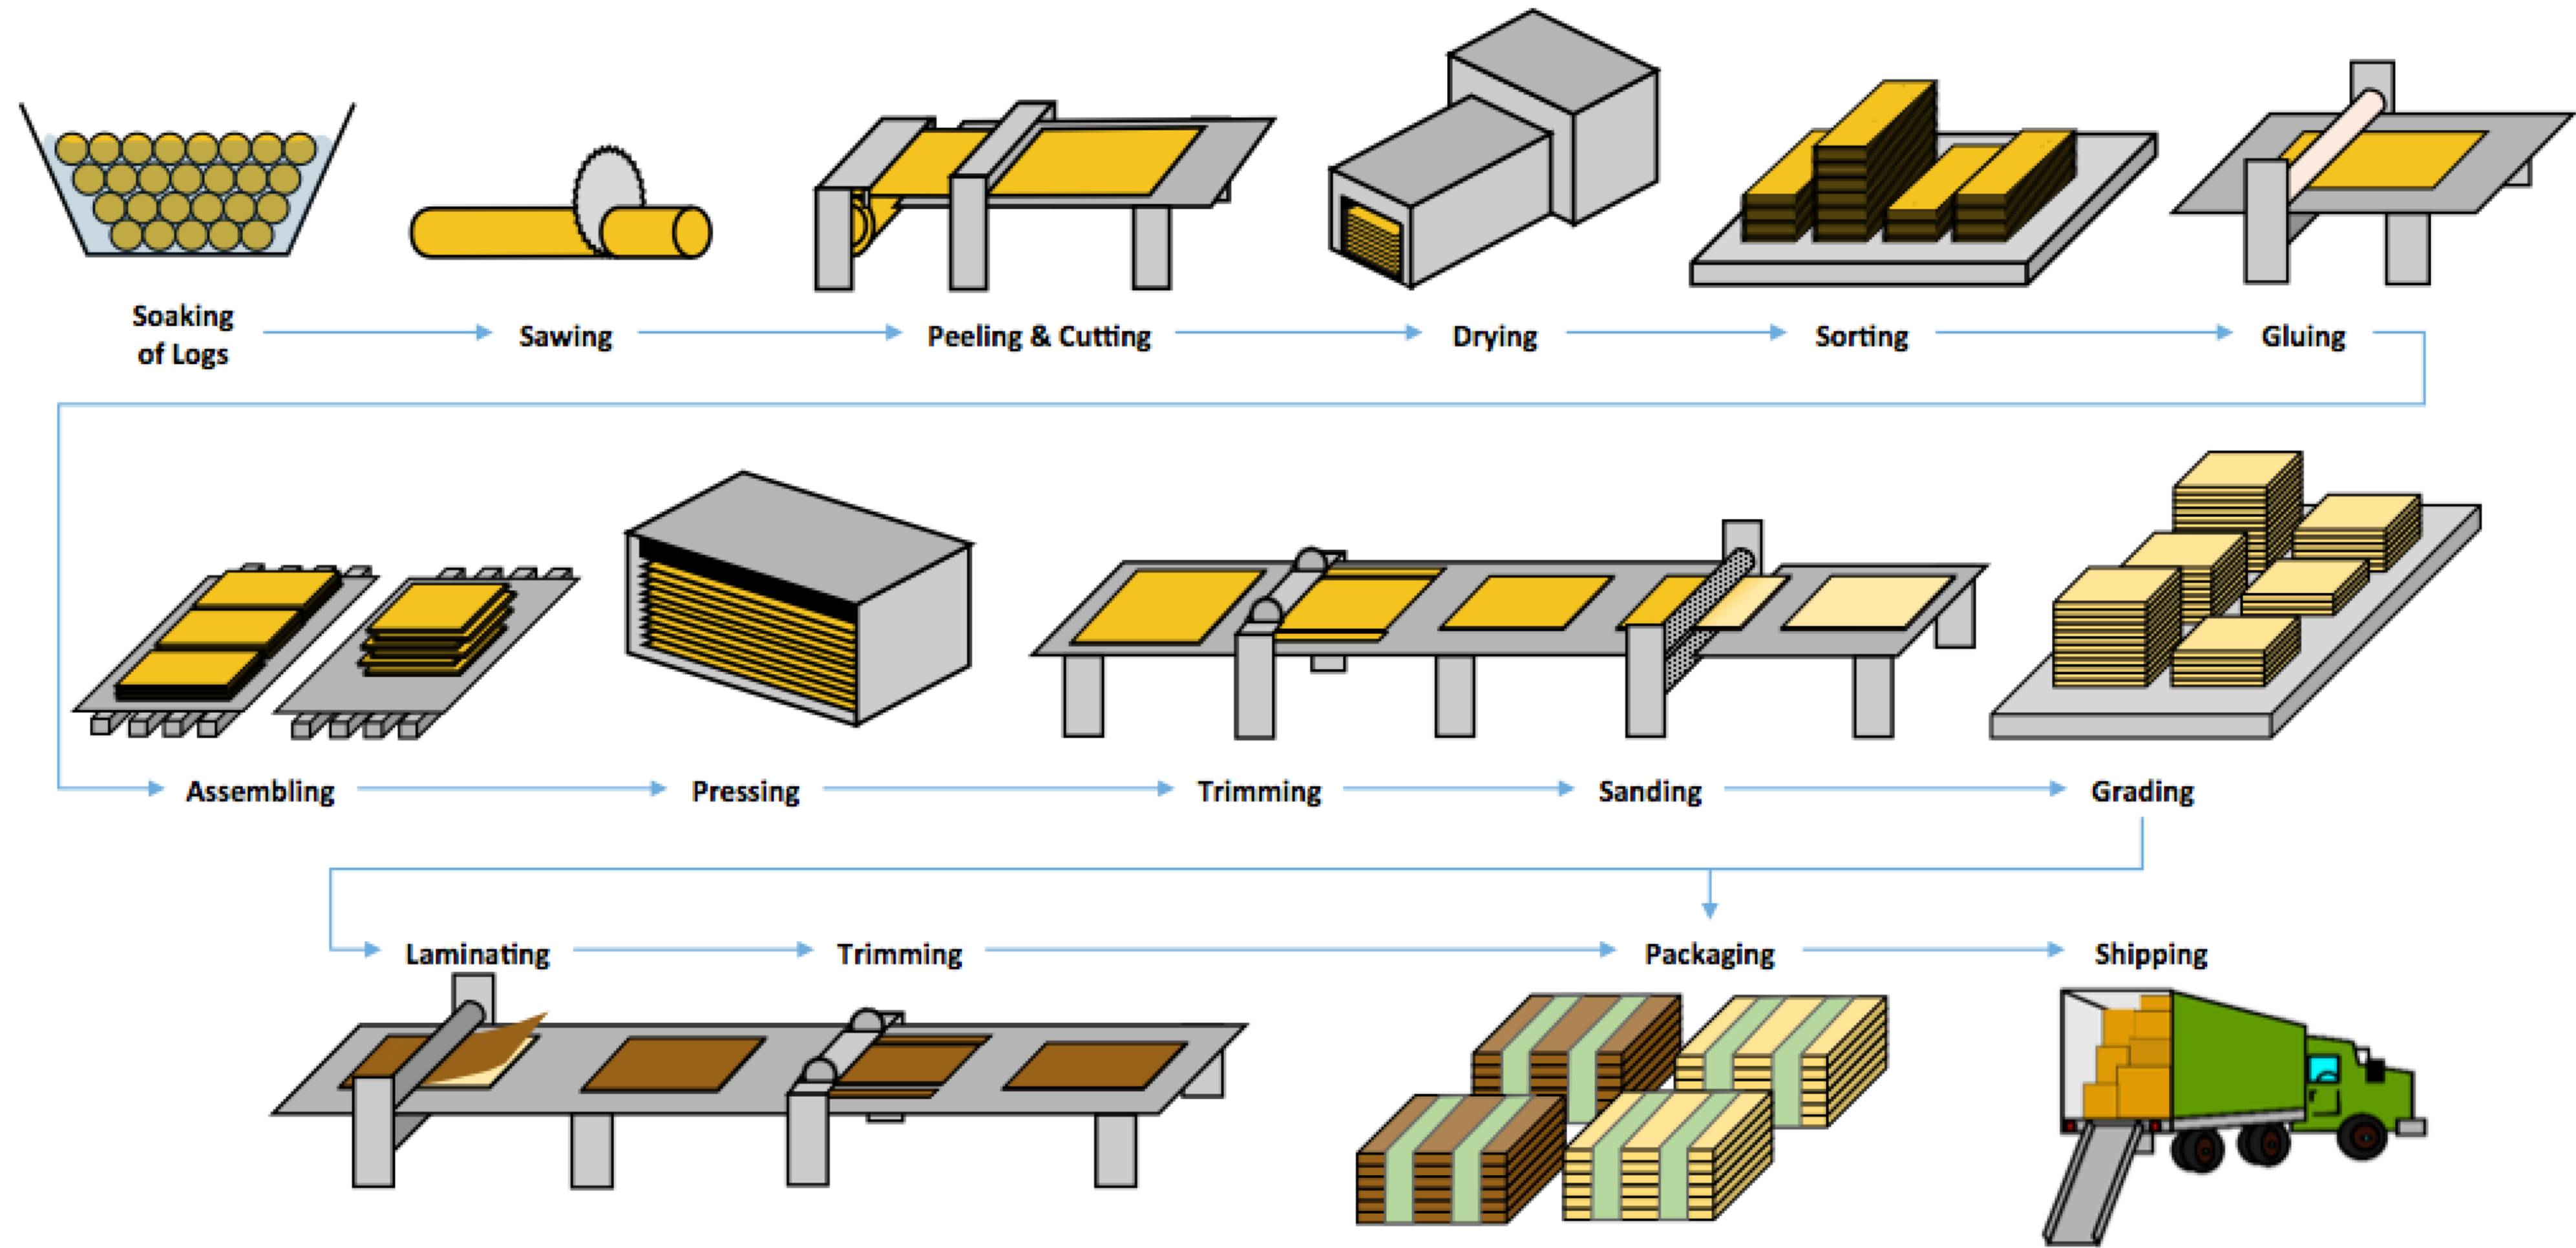 Soaking
of Logs
Sawing
Peeling & Cutting
Drying
Sorting
Gluing
Assembling
Pressing
Trimming
Sanding
Grading
Laminating
Trimming
Packaging
Shipping